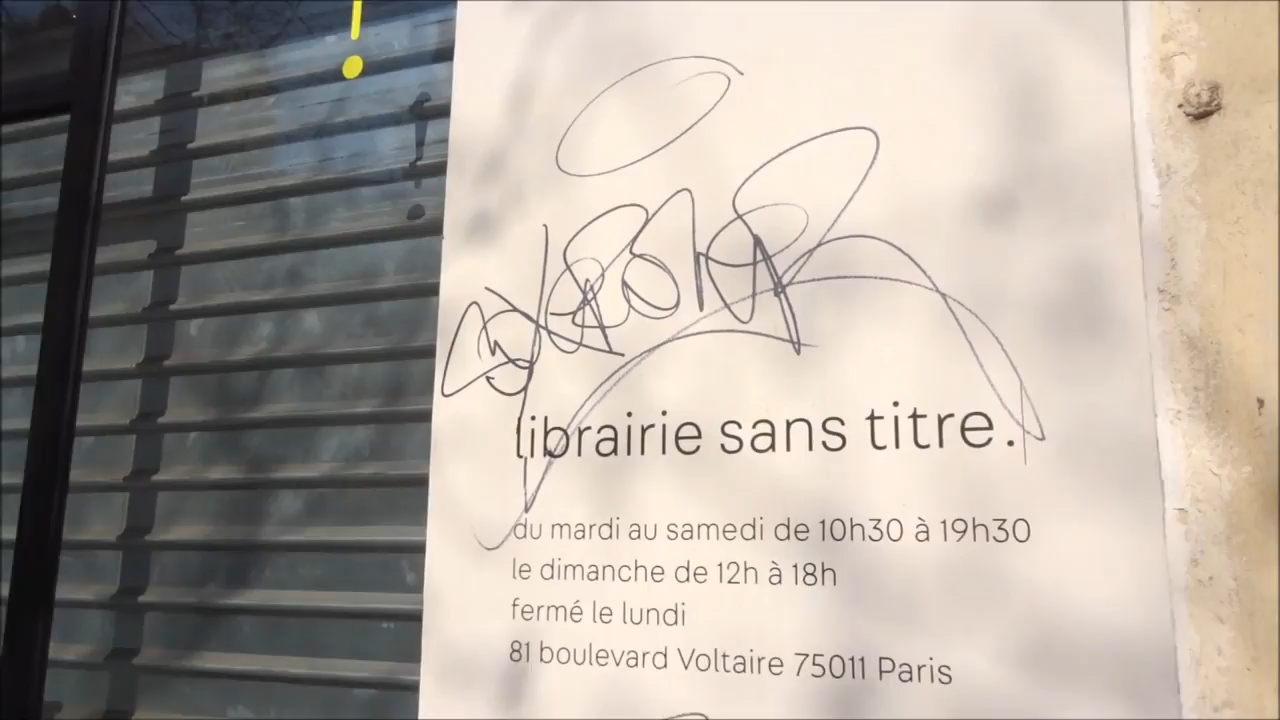 !
librairie sans titre.
du mardi au samedi de 10h30 à 19h30
le dimanche de 12h à 18h
fermé le lundi
81 boulevard Voltaire 75011 Paris